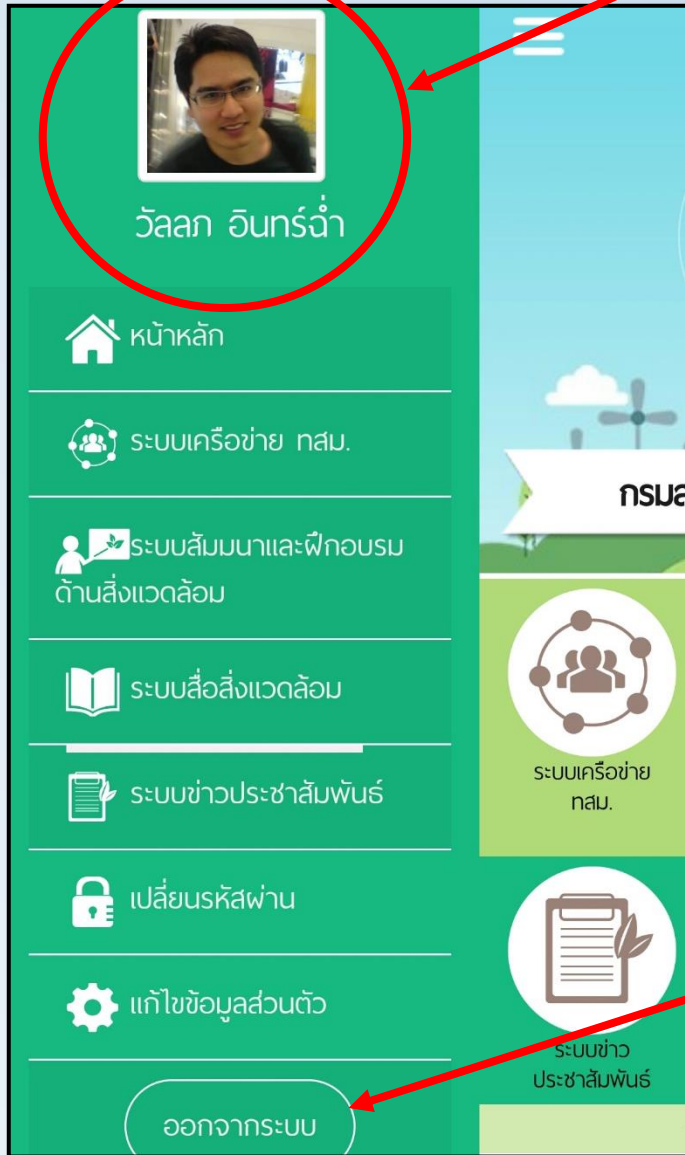 วัลลภ อินทร์ฉ่ำ
หน้าหลัก
ระบบเครือข่าย ทสม.
ระบบสัมมนาและฝึกอบรม
ด้านสิ่งแวดล้อม
ระบบสื่อสิ่งแวดล้อม
ระบบข่าวประชาสัมพันธ์
เปลี่ยนรหัสผ่าน
แก้ไขข้อมูลส่วนตัว
ออกจากระบบ
ระบบเครือข่าย
ทสม.
ระบบข่าว
ประชาสัมพันธ์